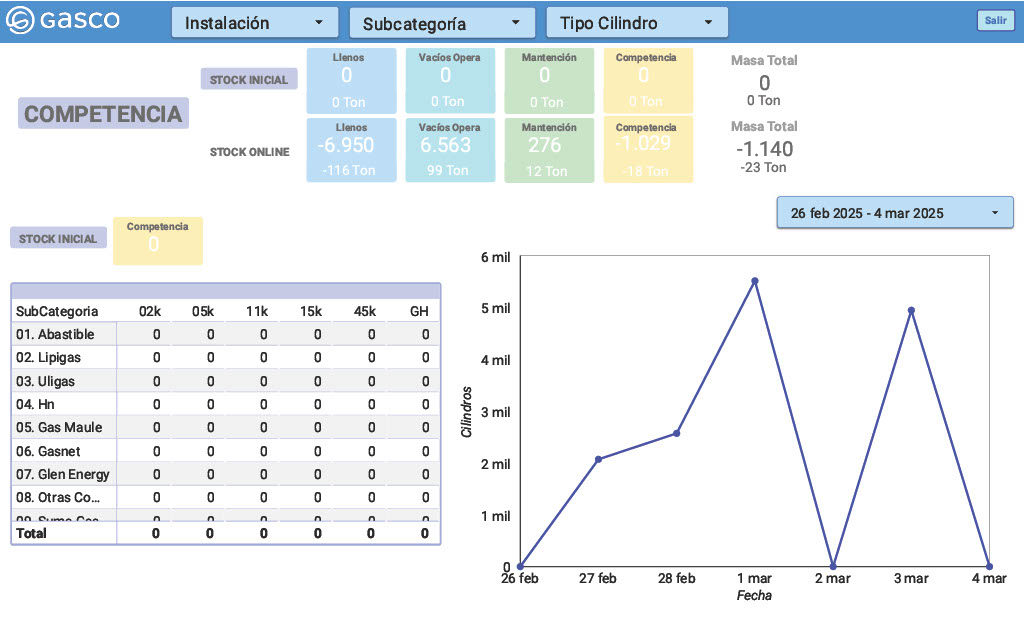 GASCO
Instalación
Subcategoría
Tipo Cilindro
Salir
COMPETENCIA
STOCK INICIAL
Llenos
0
0 Ton
Vacíos Opera
0
0 Ton
Mantención
0
0 Ton
Competencia
0
0 Ton
Masa Total
0
0 Ton
STOCK ONLINE
Llenos
-6.950
-116 Ton
Vacíos Opera
6.563
99 Ton
Mantención
276
12 Ton
Competencia
-1.029
-18 Ton
Masa Total
-1.140
-23 Ton
26 feb 2025 - 4 mar 2025
STOCK INICIAL
Competencia
0
SubCategoria 02k 05k 11k 15k 45k GH
01. Abastible 0 0 0 0 0 0
02. Lipigas 0 0 0 0 0 0
03. Uligas 0 0 0 0 0 0
04. Hn 0 0 0 0 0 0
05. Gas Maule 0 0 0 0 0 0
06. Gasnet 0 0 0 0 0 0
07. Glen Energy 0 0 0 0 0 0
08. Otras Co... 0 0 0 0 0 0
Total 0 0 0 0 0 0
6 mil
5 mil
4 mil
3 mil
2 mil
1 mil
0
Cilindros
26 feb 27 feb 28 feb 1 mar 2 mar 3 mar 4 mar
Fecha